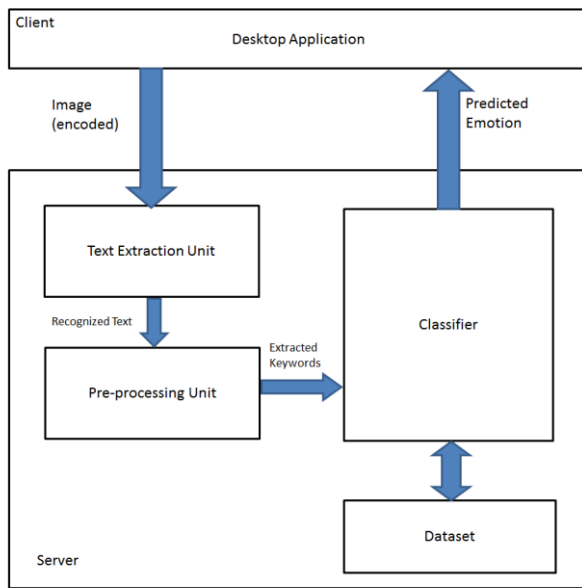 Client
Desktop Application
Image
(encoded)
Predicted
Emotion
Text Extraction Unit
Recognized Text
Pre-processing Unit
Extracted
Keywords
Classifier
Dataset
Server